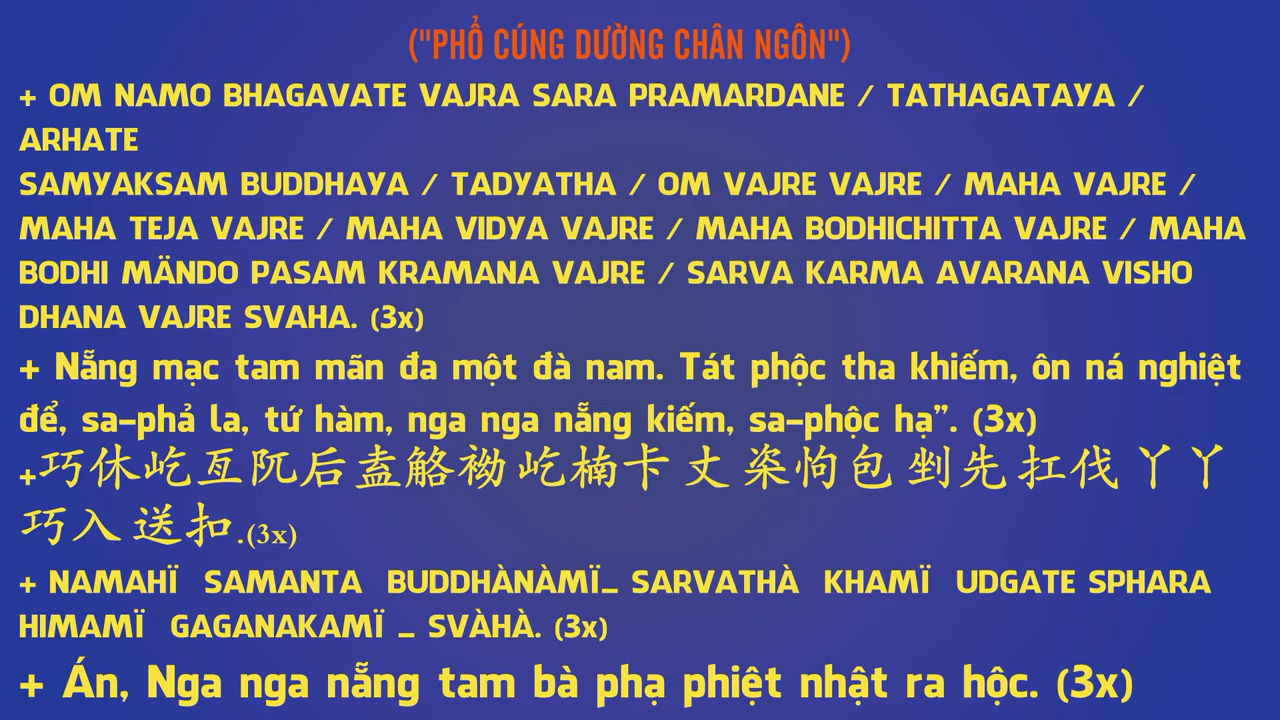 ("PHỔ CÚNG DƯỜNG CHÂN NGÔN")
+ OM NAMO BHAGAVATE VAJRA SARA PRAMARDANE / TATHAGATAYA /
ARHATE
SAMYAKSAM BUDDHAYA / TADYATHA / OM VAJRE VAJRE / MAHA VAJRE /
MAHA TEJA VAJRE / MAHA VIDYA VAJRE / MAHA BODHICHITTA VAJRE / MAHA
BODHI MÄNDO PASAM KRAMANA VAJRE / SARVA KARMA AVARANA VISHO
DHANA VAJRE SVAHA. (3x)
+ Nẵng mạc tam mãn đa một đà nam. Tát phộc tha khiếm, ôn ná nghiệt
để, sa-phả la, tứ hàm, nga nga nẵng kiếm, sa-phộc hạ”. (3x)
+巧休屹亙阢后盍觡袎屹楠卡丈桼怐包剉先扛伐丫丫
巧入送扣.(3x)
+ NAMAHÏ SAMANTA BUDDHÀNÀMÏ_ SARVATHÀ KHAMÏ UDGATE SPHARA
HIMAMÏ GAGANAKAMÏ _ SVÀHÀ. (3x)
+ Án, Nga nga nẵng tam bà phạ phiệt nhật ra hộc. (3x)